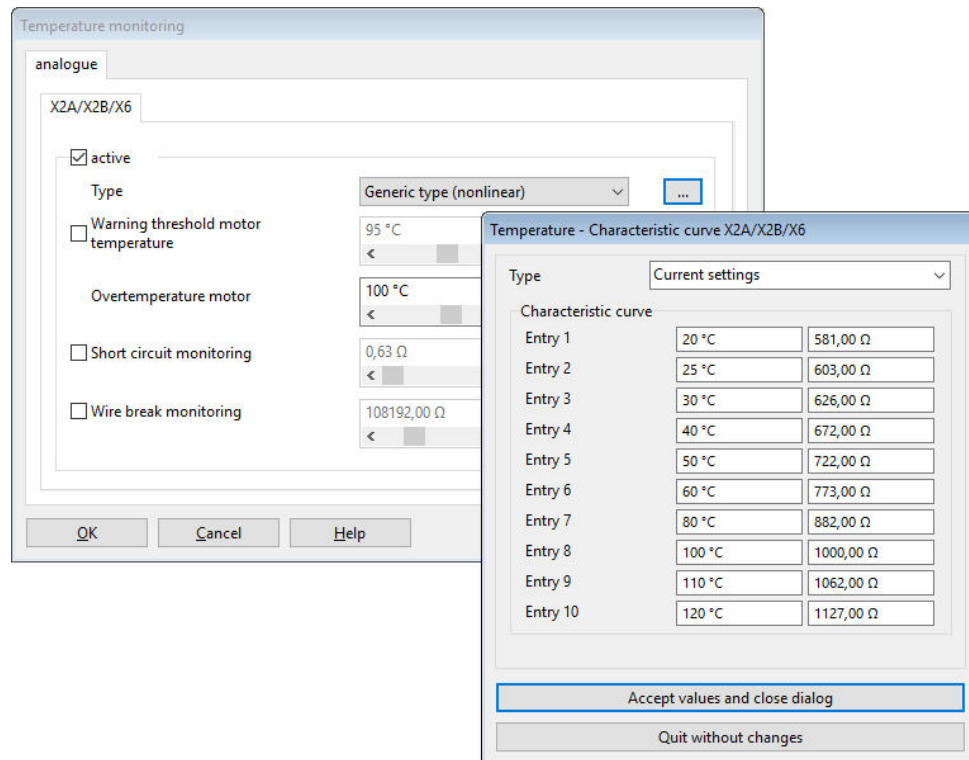 Temperature monitoring
analogue
X2A/X2B/X6
active
Type
Generic type (nonlinear)
...
Warning threshold motor
temperature
95 °C
Overtemperature motor
100 °C
Short circuit monitoring
0,63 Ω
Wire break monitoring
108192,00 Ω
OK
Cancel
Help
Temperature - Characteristic curve X2A/X2B/X6
Type
Current settings
Characteristic curve
Entry 1 20 °C 581,00 Ω
Entry 2 25 °C 603,00 Ω
Entry 3 30 °C 626,00 Ω
Entry 4 40 °C 672,00 Ω
Entry 5 50 °C 722,00 Ω
Entry 6 60 °C 773,00 Ω
Entry 7 80 °C 882,00 Ω
Entry 8 100 °C 1000,00 Ω
Entry 9 110 °C 1062,00 Ω
Entry 10 120 °C 1127,00 Ω
Accept values and close dialog
Quit without changes